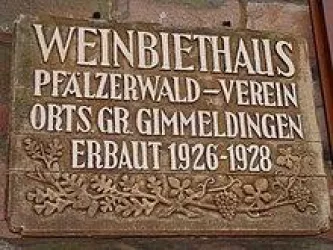 WEINBIETHAUS
PFÄLZERWALD-VEREIN
ORTS. GR. GIMMELDINGEN
ERBAUT 1926-1928